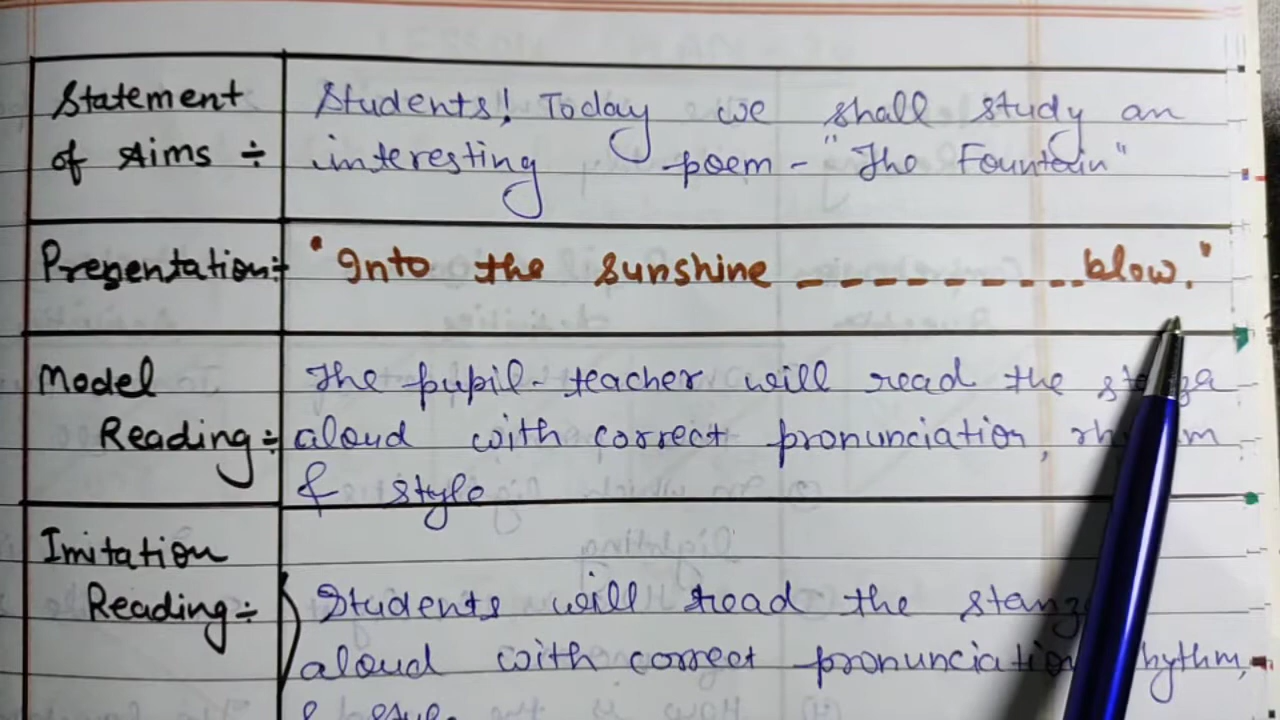 Statement
of Aims ÷
Students! Today we shall study an
interesting poem - "The Fountain"
Presentation÷
"Into the sunshine _ _ _ _ _ _ _ _ _ _ blow."
Model
Reading ÷
The pupil-teacher will read the
aloud with correct pronunciation,
& style
Imitation
Reading ÷
Students will read the
aloud with correct